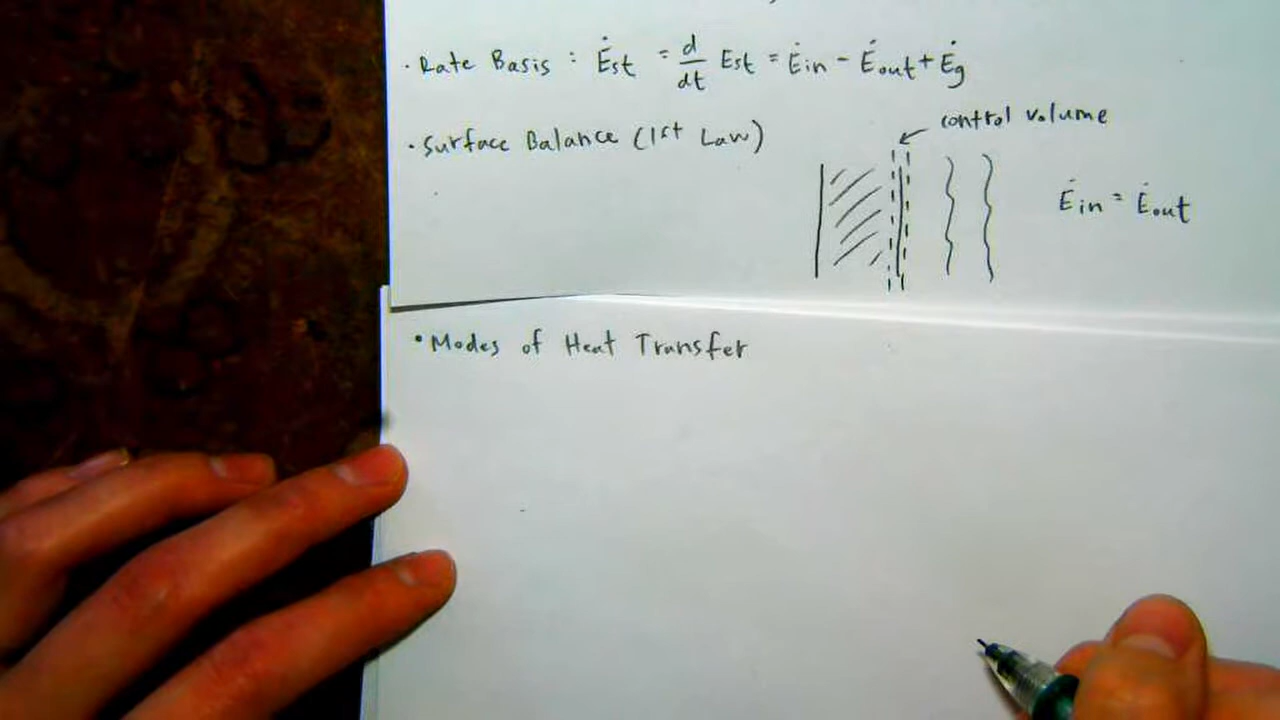 · Rate Basis : Ėst = d/dt Est = Ėin - Ėout + Ėg
control volume
· Surface Balance (1st Law)
Ėin = Ėout
• Modes of Heat Transfer